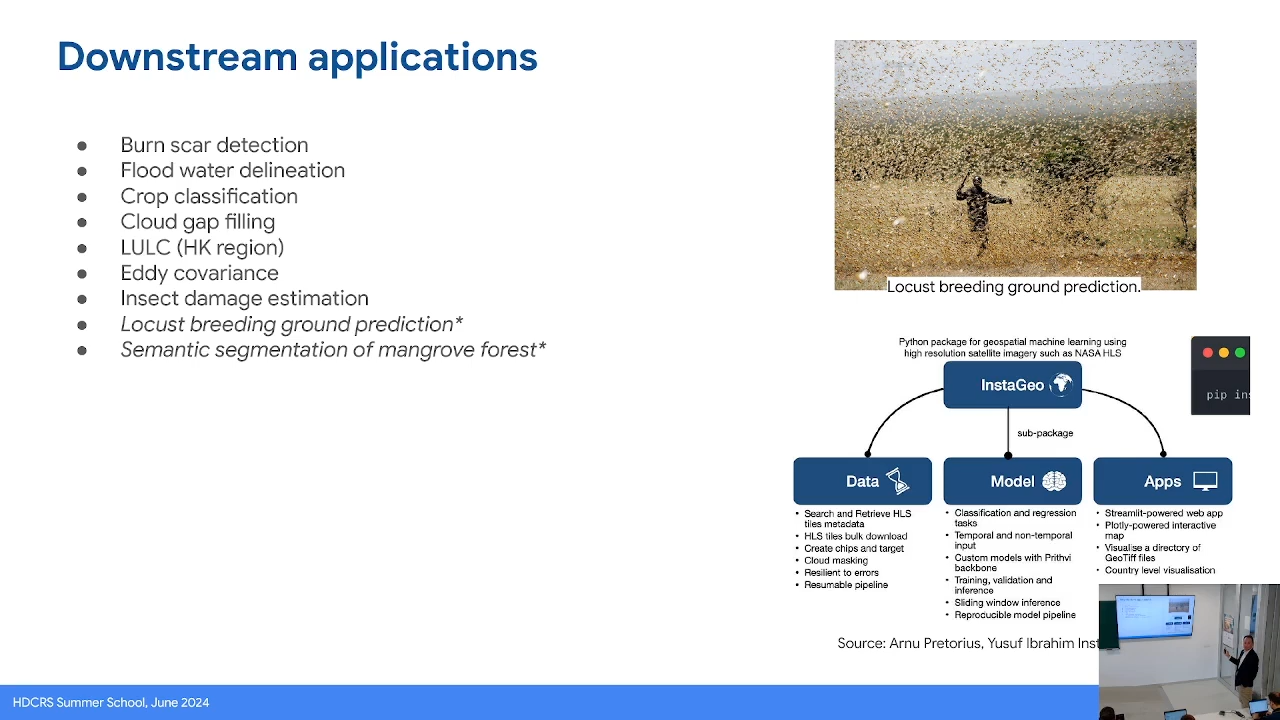 Downstream applications
● Burn scar detection
● Flood water delineation
● Crop classification
● Cloud gap filling
● LULC (HK region)
● Eddy covariance
● Insect damage estimation
● Locust breeding ground prediction*
● Semantic segmentation of mangrove forest*
Locust breeding ground prediction.
Python package for geospatial machine learning using
high resolution satellite imagery such as NASA HLS
InstaGeo
pip ins
sub-package
Data
• Search and Retrieve HLS
tiles metadata
• HLS tiles bulk download
• Create chips and target
• Cloud masking
• Resilient to errors
• Resumable pipeline
Model
• Classification and regression
tasks
• Temporal and non-temporal
input
• Custom models with Prithvi
backbone
• Training, validation and
inference
• Sliding window inference
• Reproducible model pipeline
Apps
• Streamlit-powered web app
• Plotly-powered interactive
map
• Visualise a directory of
GeoTiff files
• Country level visualisation
Source: Arnu Pretorius, Yusuf Ibrahim Inst
HDCRS Summer School, June 2024